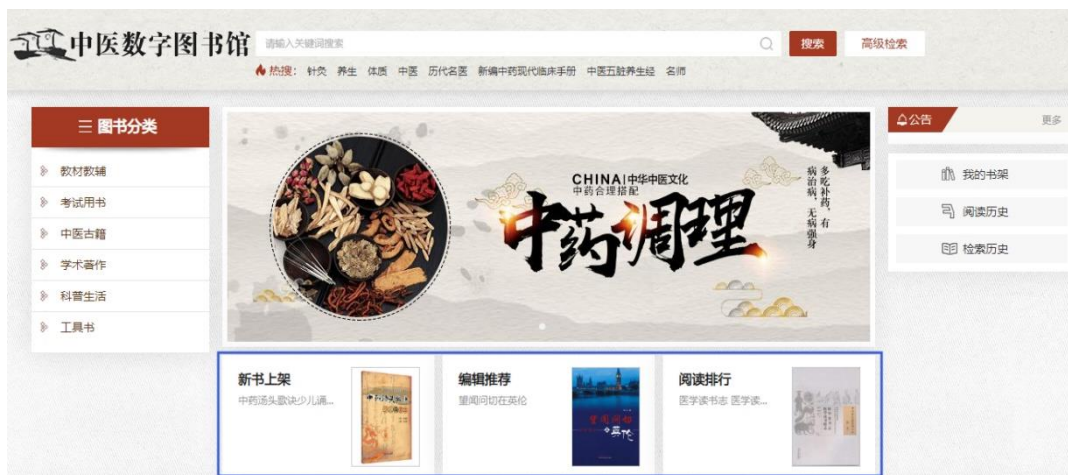 中医数字图书馆
请输入关键词搜索
搜索
高级检索
热搜： 针灸 养生 体质 中医 历代名医 新编中药现代临床手册 中医五脏养生经 名师
图书分类
教材教辅
考试用书
中医古籍
学术著作
科普生活
工具书
CHINA|中华中医文化
中药合理搭配
中药调理
多吃补药，有
病治病，无病强身
公告
更多
我的书架
阅读历史
检索历史
新书上架
中药汤头歌诀少儿诵...
编辑推荐
望闻问切在英伦
望闻问切
在英伦
阅读排行
医学读书志 医学读...